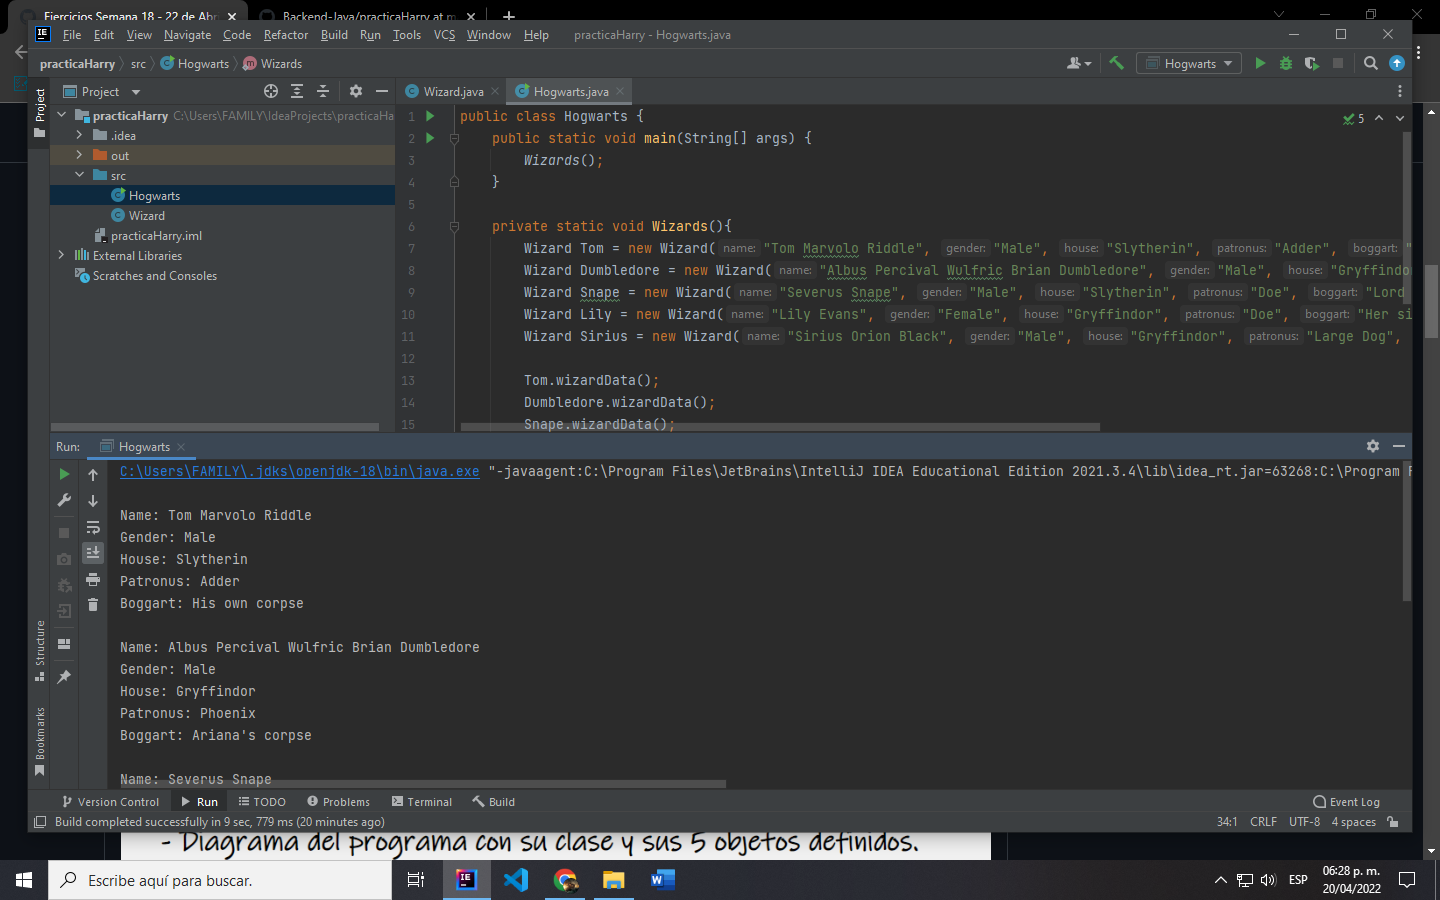 Ejercicios Semana 18 - 22 de Abr
Backend-Java/practicaHarry at m
File Edit View Navigate Code Refactor Build Run Tools VCS Window Help practicaHarry - Hogwarts.java
practicaHarry src Hogwarts Wizards
Hogwarts
Project
Project
Wizard.java
Hogwarts.java
practicaHarry C:\Users\FAMILY\IdeaProjects\practicaHa
.idea
out
src
Hogwarts
Wizard
practicaHarry.iml
External Libraries
Scratches and Consoles
5
1 public class Hogwarts {
2 public static void main(String[] args) {
3 Wizards();
4 }
5
6 private static void Wizards(){
7 Wizard Tom = new Wizard( name: "Tom Marvolo Riddle", gender: "Male", house: "Slytherin", patronus: "Adder", boggart: "
8 Wizard Dumbledore = new Wizard( name: "Albus Percival Wulfric Brian Dumbledore", gender: "Male", house: "Gryffindor
9 Wizard Snape = new Wizard( name: "Severus Snape", gender: "Male", house: "Slytherin", patronus: "Doe", boggart: "Lord
10 Wizard Lily = new Wizard( name: "Lily Evans", gender: "Female", house: "Gryffindor", patronus: "Doe", boggart: "Her si
11 Wizard Sirius = new Wizard( name: "Sirius Orion Black", gender: "Male", house: "Gryffindor", patronus: "Large Dog",
12
13 Tom.wizardData();
14 Dumbledore.wizardData();
15 Snape.wizardData();
Run: Hogwarts
C:\Users\FAMILY\.jdks\openjdk-18\bin\java.exe "-javaagent:C:\Program Files\JetBrains\IntelliJ IDEA Educational Edition 2021.3.4\lib\idea_rt.jar=63268:C:\Program F
Name: Tom Marvolo Riddle
Gender: Male
House: Slytherin
Patronus: Adder
Boggart: His own corpse
Name: Albus Percival Wulfric Brian Dumbledore
Gender: Male
House: Gryffindor
Patronus: Phoenix
Boggart: Ariana's corpse
Name: Severus Snape
Structure
Bookmarks
Version Control Run TODO Problems Terminal Build Event Log
Build completed successfully in 9 sec, 779 ms (20 minutes ago) 34:1 CRLF UTF-8 4 spaces
- Diagrama del programa con su clase y sus 5 objetos definidos.
Escribe aquí para buscar.
ESP
06:28 p. m.
20/04/2022